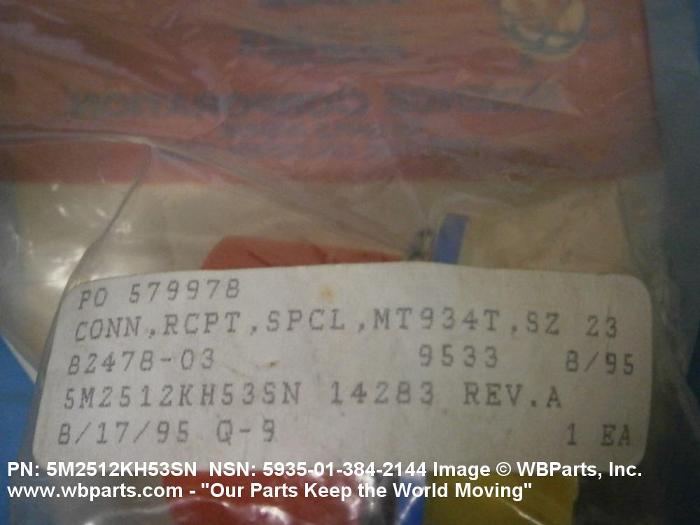 CORPORATION
PO 579978
CONN,RCPT,SPCL,MT934T,SZ 23
82478-03 9533 8/95
5M2512KH53SN 14283 REV.A
8/17/95 Q-9 1 EA
PN: 5M2512KH53SN NSN: 5935-01-384-2144 Image © WBParts, Inc.
www.wbparts.com - "Our Parts Keep the World Moving"